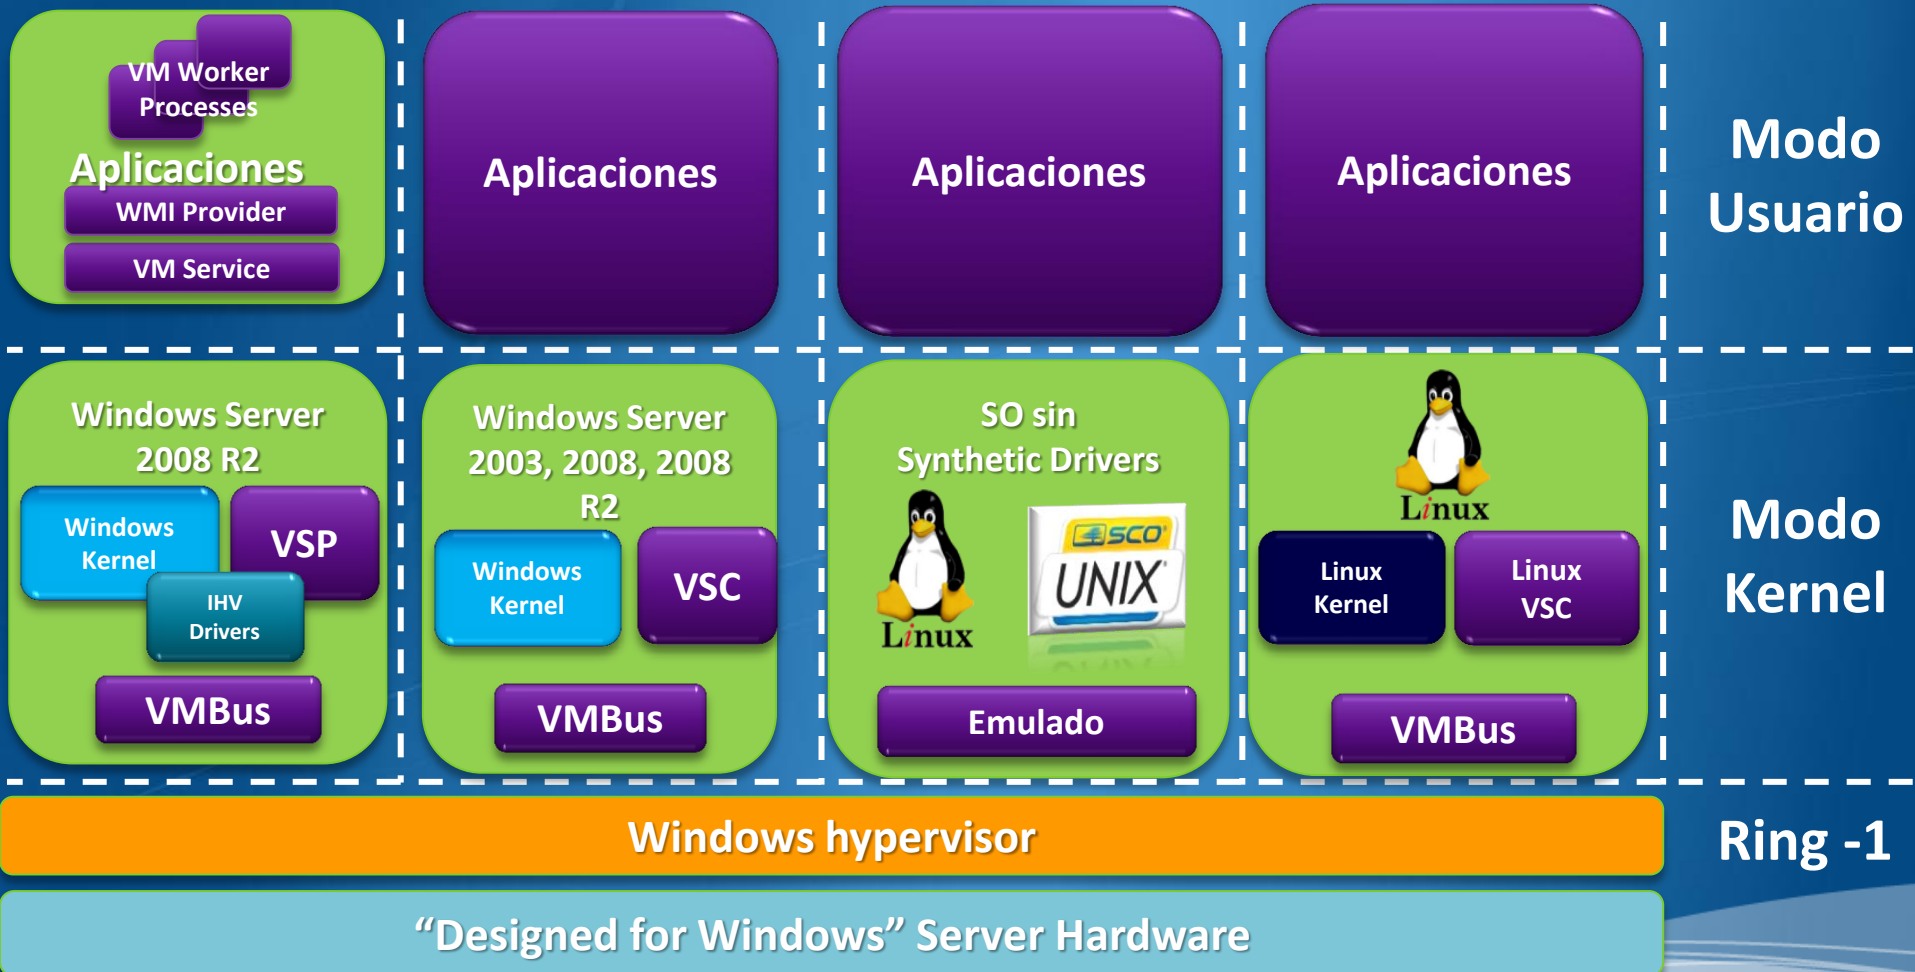 VM Worker
Processes
Aplicaciones
WMI Provider
VM Service
Aplicaciones
Aplicaciones
Aplicaciones
Modo
Usuario
Windows Server
2008 R2
Windows
Kernel
VSP
IHV
Drivers
VMBus
Windows Server
2003, 2008, 2008
R2
Windows
Kernel
VSC
VMBus
SO sin
Synthetic Drivers
Linux
SCO
UNIX
Emulado
Linux
Linux
Kernel
Linux
VSC
VMBus
Modo
Kernel
Windows hypervisor
Ring -1
“Designed for Windows” Server Hardware